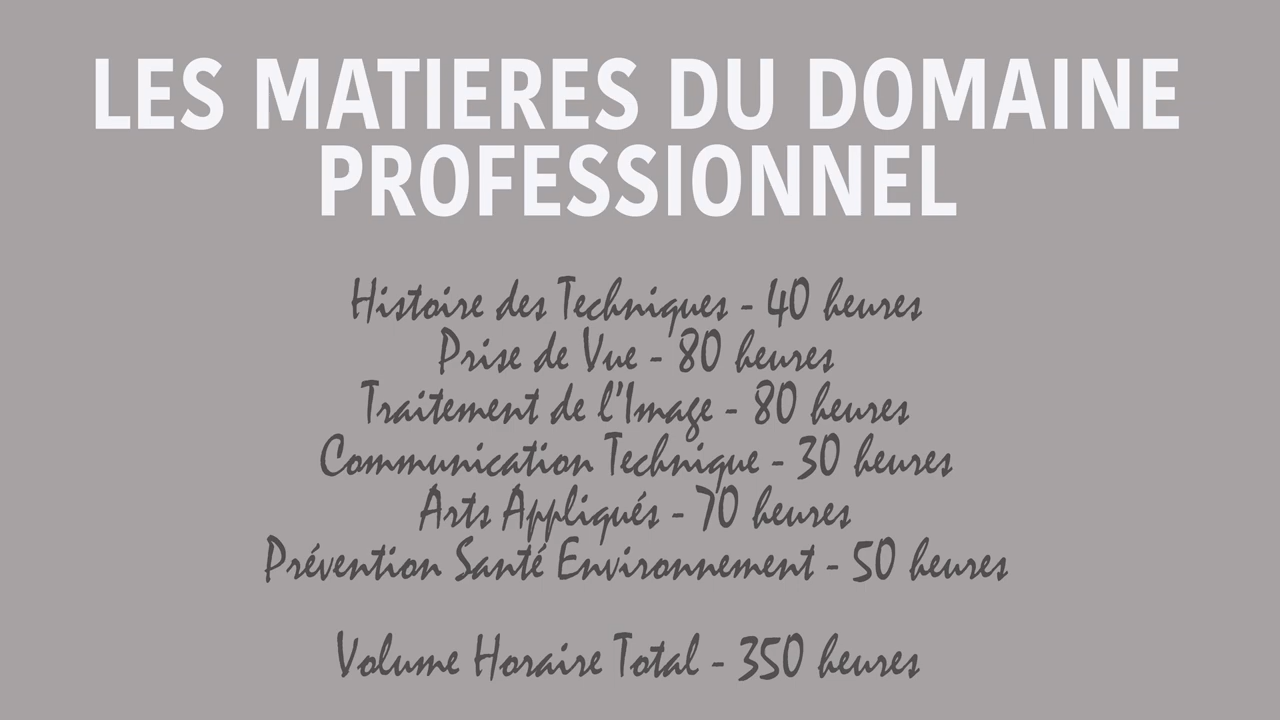 LES MATIERES DU DOMAINE
PROFESSIONNEL
Histoire des Techniques - 40 heures
Prise de Vue - 80 heures
Traitement de l'Image - 80 heures
Communication Technique - 30 heures
Arts Appliqués - 70 heures
Prévention Santé Environnement - 50 heures
Volume Horaire Total - 350 heures